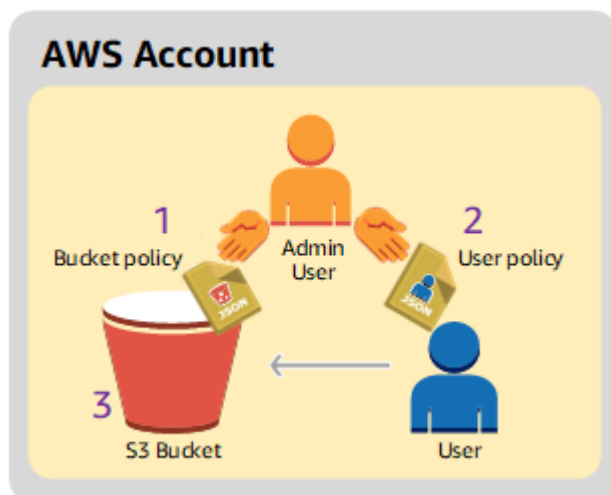 AWS Account
1
2
Bucket policy
Admin
User
User policy
JSON
JSON
3
S3 Bucket
User